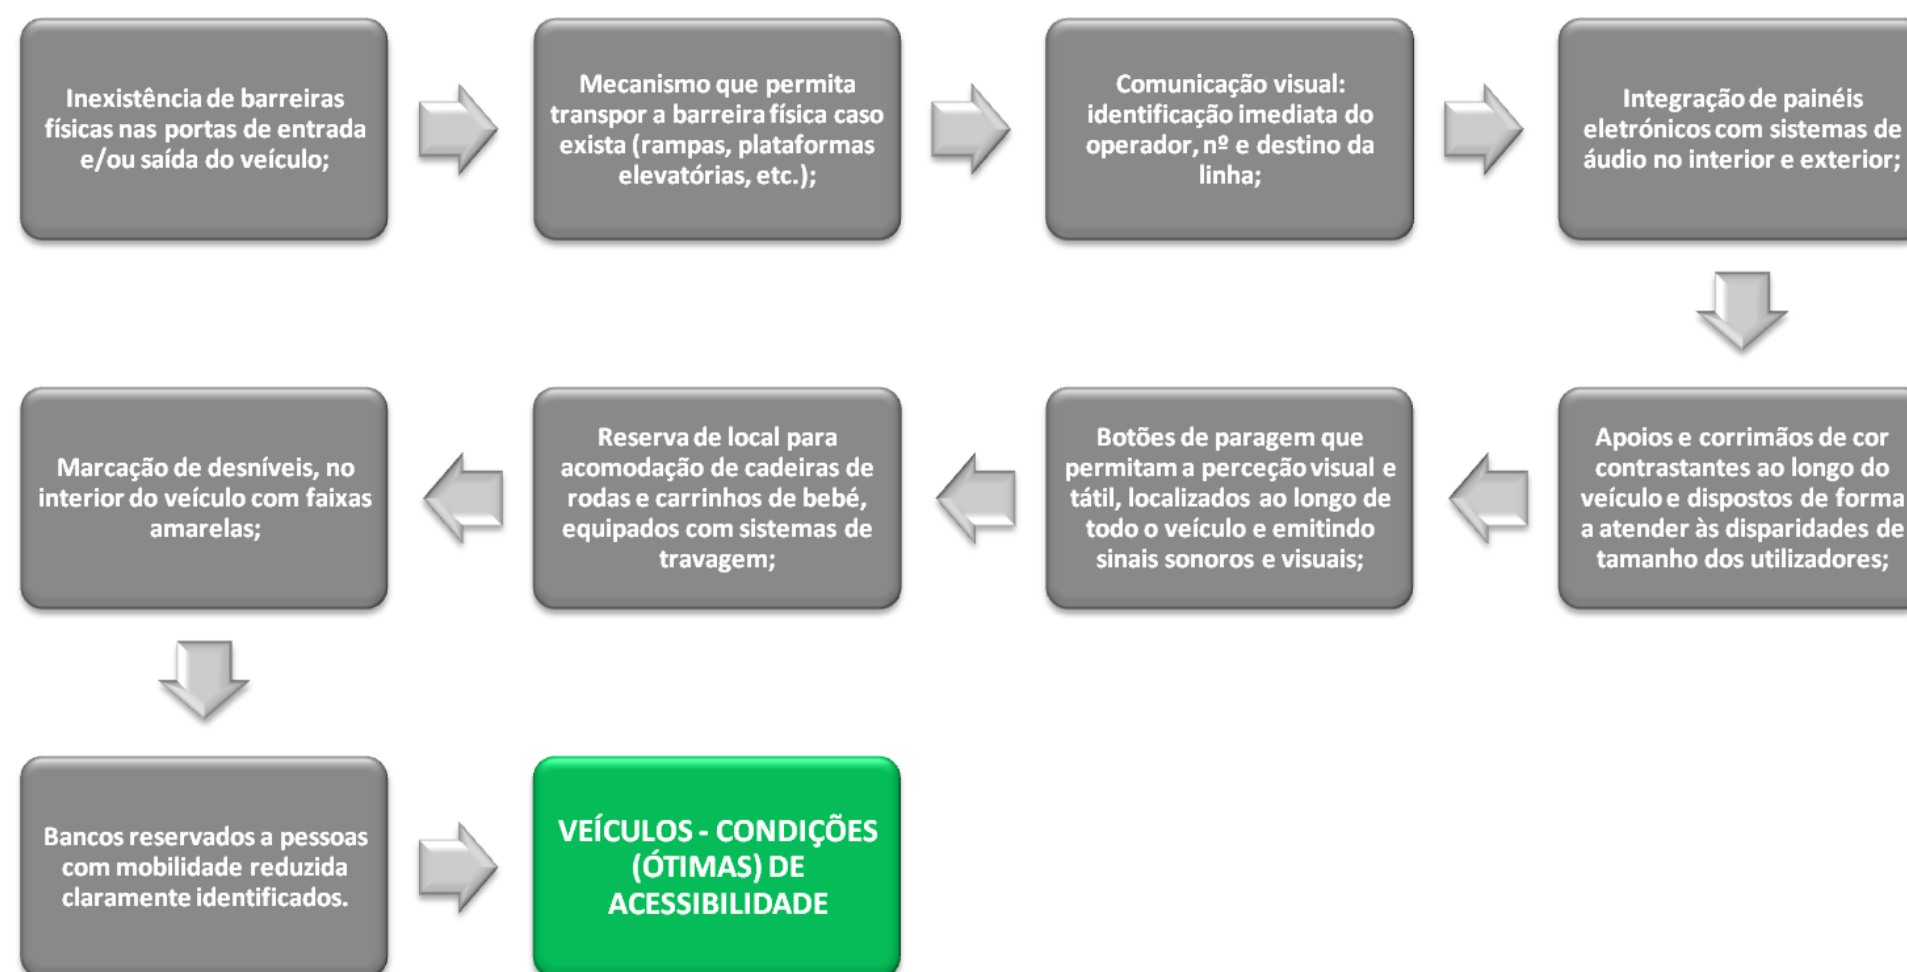 Inexistência de barreiras
físicas nas portas de entrada
e/ou saída do veículo;
Mecanismo que permita
transpor a barreira física caso
exista (rampas, plataformas
elevatórias, etc.);
Comunicação visual:
identificação imediata do
operador, nº e destino da
linha;
Integração de painéis
eletrónicos com sistemas de
áudio no interior e exterior;
Apoios e corrimãos de cor
contrastantes ao longo do
veículo e dispostos de forma
a atender às disparidades de
tamanho dos utilizadores;
Botões de paragem que
permitam a perceção visual e
tátil, localizados ao longo de
todo o veículo e emitindo
sinais sonoros e visuais;
Reserva de local para
acomodação de cadeiras de
rodas e carrinhos de bebé,
equipados com sistemas de
travagem;
Marcação de desníveis, no
interior do veículo com faixas
amarelas;
Bancos reservados a pessoas
com mobilidade reduzida
claramente identificados.
VEÍCULOS - CONDIÇÕES
(ÓTIMAS) DE
ACESSIBILIDADE